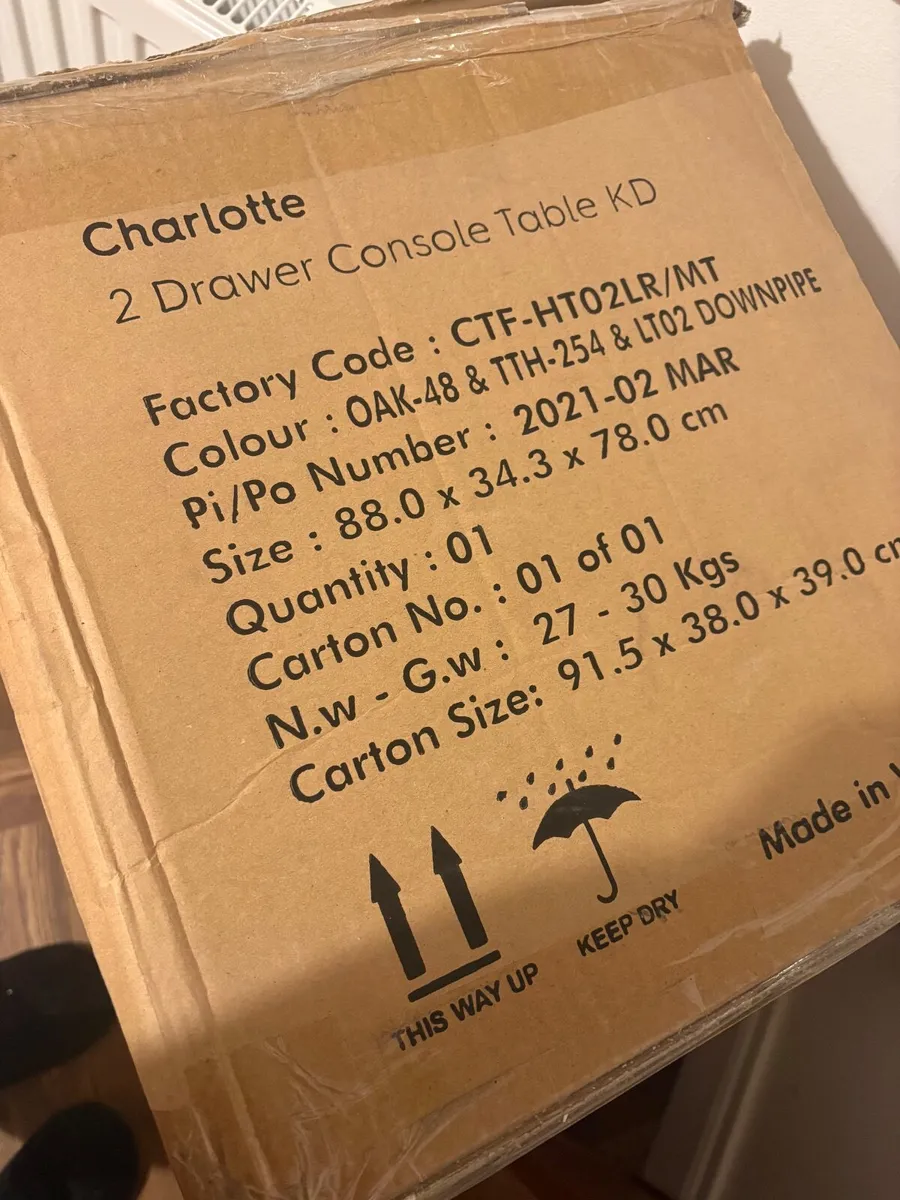 Charlotte
2 Drawer Console Table KD
Factory Code : CTF-HT02LR/MT
Colour : OAK-48 & TTH-254 & LT02 DOWNPIPE
Pi/Po Number : 2021-02 MAR
Size : 88.0 x 34.3 x 78.0 cm
Quantity : 01
Carton No. : 01 of 01
N.w - G.w : 27 - 30 Kgs
Carton Size: 91.5 x 38.0 x 39.0 cm
THIS WAY UP
KEEP DRY
Made in